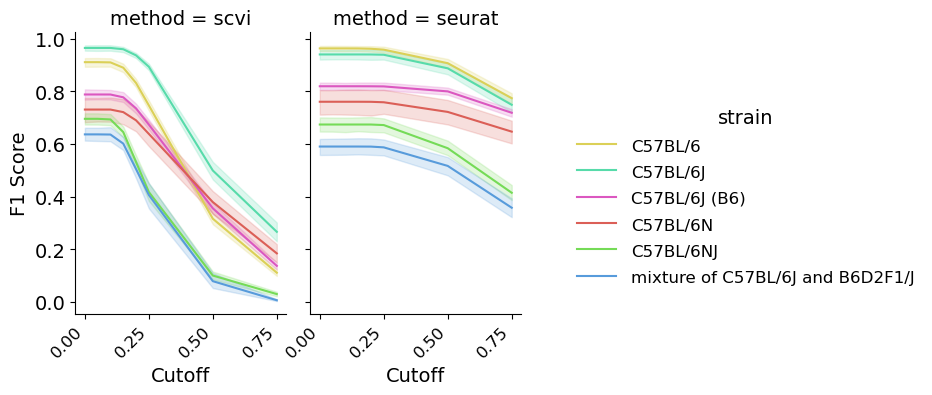 method = scvi
method = seurat
1.0
0.8
0.6
0.4
0.2
0.0
F1 Score
0.00
0.25
0.50
0.75
Cutoff
0.00
0.25
0.50
0.75
Cutoff
strain
C57BL/6
C57BL/6J
C57BL/6J (B6)
C57BL/6N
C57BL/6NJ
mixture of C57BL/6J and B6D2F1/J